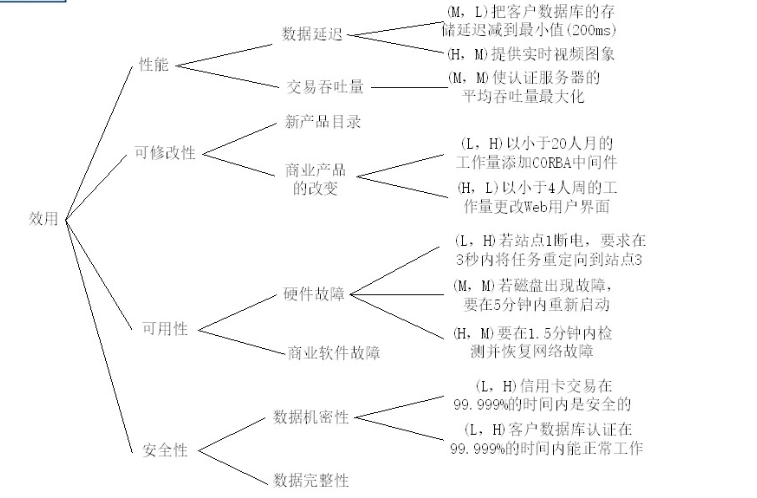 效用
性能
数据延迟
(M, L)把客户数据库的存
储延迟减到最小值(200ms)
(H, M)提供实时视频图象
交易吞吐量
(M, M)使认证服务器的
平均吞吐量最大化
可修改性
新产品目录
商业产品
的改变
(L, H)以小于20人月的
工作量添加CORBA中间件
(H, L)以小于4人周的工
作量更改Web用户界面
可用性
硬件故障
(L, H)若站点1断电，要求在
3秒内将任务重定向到站点3
(M, M)若磁盘出现故障，
要在5分钟内重新启动
(H, M)要在1.5分钟内检
测并恢复网络故障
商业软件故障
安全性
数据机密性
(L, H)信用卡交易在
99.999%的时间内是安全的
(L, H)客户数据库认证在
99.999%的时间内能正常工作
数据完整性